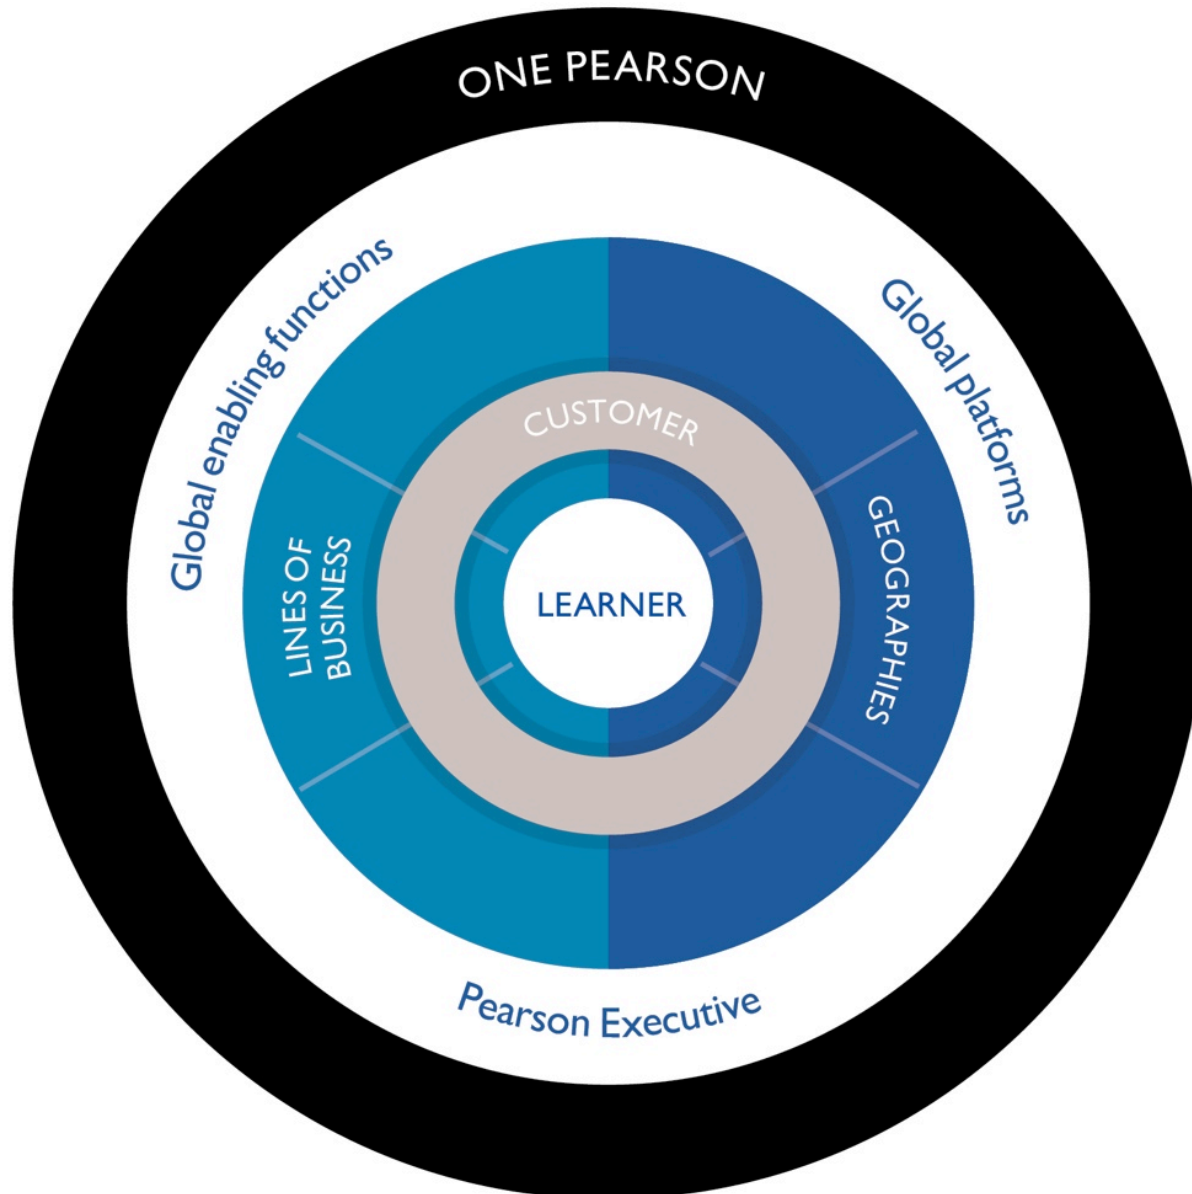 ONE PEARSON
Global enabling functions
Global platforms
CUSTOMER
LINES OF
BUSINESS
LEARNER
GEOGRAPHIES
Pearson Executive